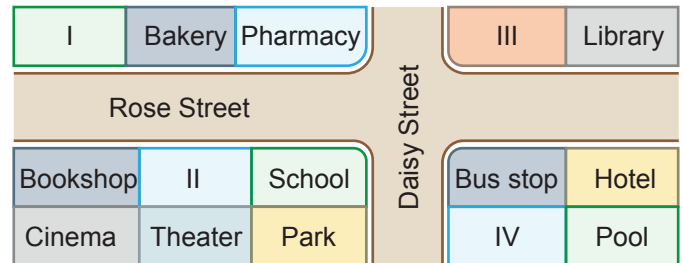 I Bakery Pharmacy III Library
Rose Street
Daisy Street
Bookshop II School Bus stop Hotel
Cinema Theater Park IV Pool